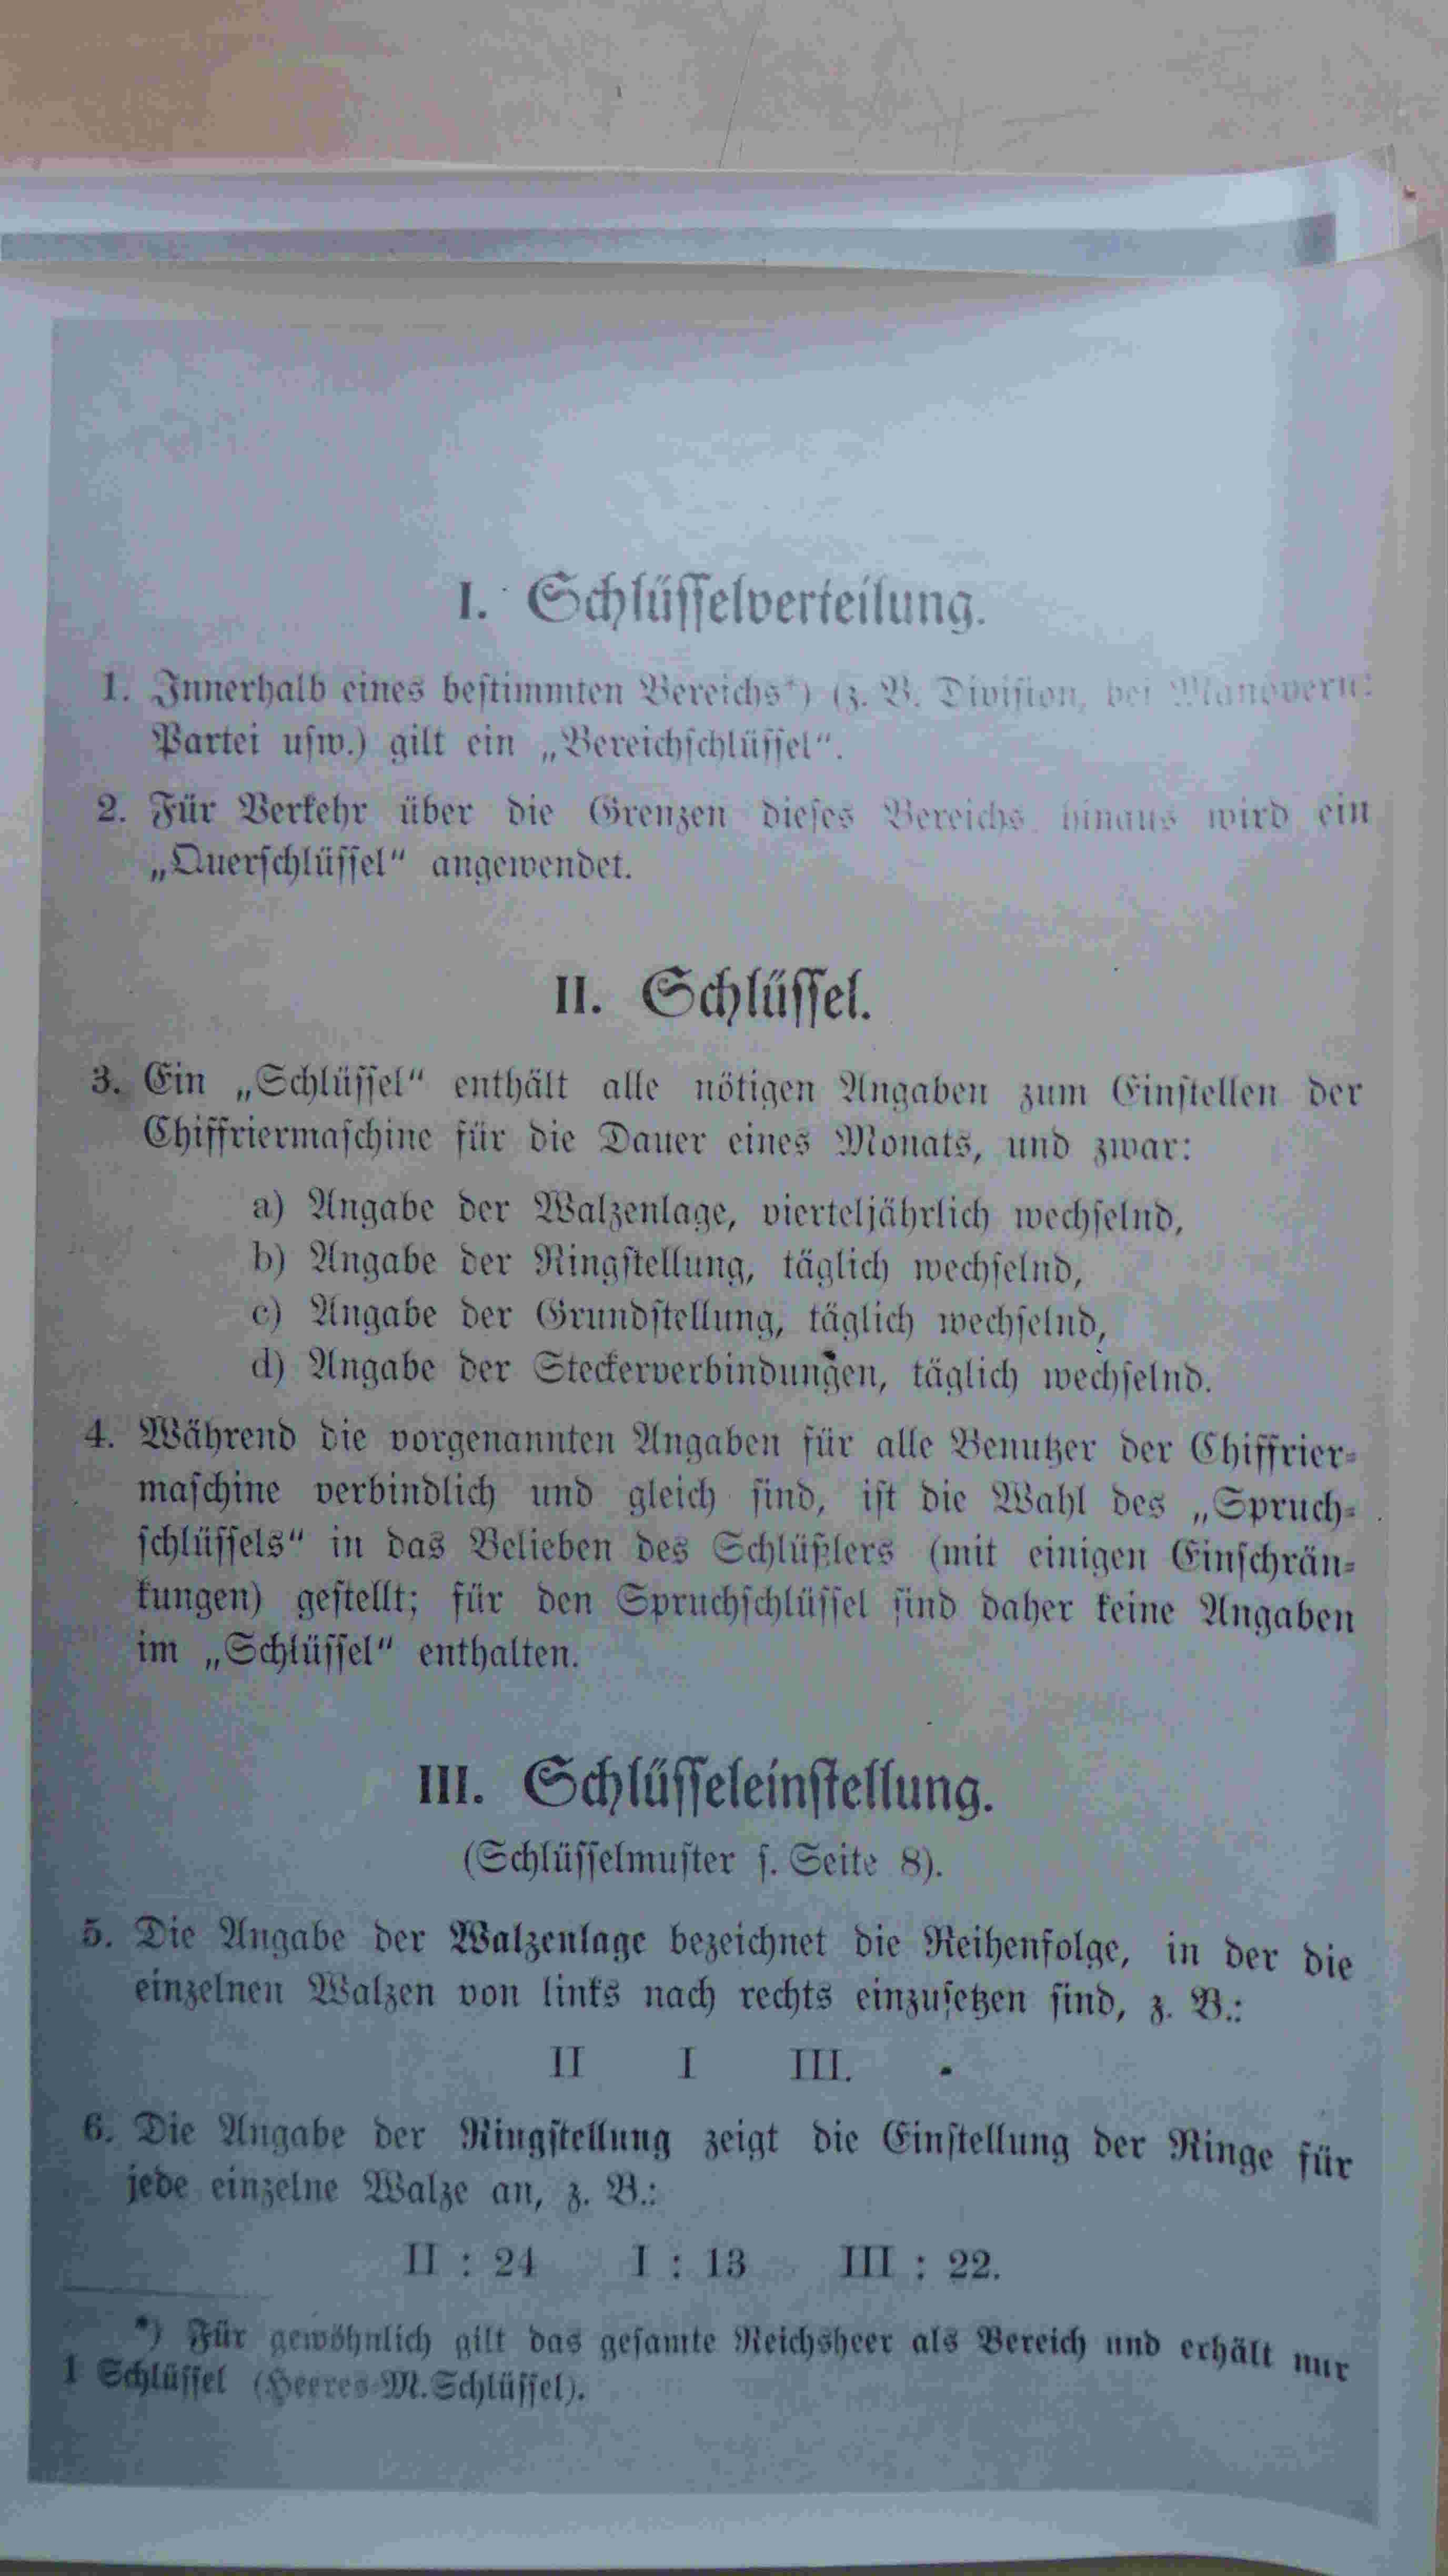 I. Schlüsselverteilung.
1. Innerhalb eines bestimmten Bereichs*) (z. B. Division, bei Manövern:
Partei usw.) gilt ein „Bereichschlüssel“.
2. Für Verkehr über die Grenzen dieses Bereichs hinaus wird ein
„Querschlüssel“ angewendet.
II. Schlüssel.
3. Ein „Schlüssel“ enthält alle nötigen Angaben zum Einstellen der
Chiffriermaschine für die Dauer eines Monats, und zwar:
a) Angabe der Walzenlage, vierteljährlich wechselnd,
b) Angabe der Ringstellung, täglich wechselnd,
c) Angabe der Grundstellung, täglich wechselnd,
d) Angabe der Steckerverbindungen, täglich wechselnd.
4. Während die vorgenannten Angaben für alle Benutzer der Chiffrier-
maschine verbindlich und gleich sind, ist die Wahl des „Spruch-
schlüssels“ in das Belieben des Schlüßlers (mit einigen Einschrän-
kungen) gestellt; für den Spruchschlüssel sind daher keine Angaben
im „Schlüssel“ enthalten.
III. Schlüsseleinstellung.
(Schlüsselmuster s. Seite 8).
5. Die Angabe der Walzenlage bezeichnet die Reihenfolge, in der die
einzelnen Walzen von links nach rechts einzusetzen sind, z. B.:
II I III.
6. Die Angabe der Ringstellung zeigt die Einstellung der Ringe für
jede einzelne Walze an, z. B.:
II : 24 I : 13 III : 22.
*) Für gewöhnlich gilt das gesamte Reichsheer als Bereich und erhält nur
1 Schlüssel (Heeres-M.Schlüssel).